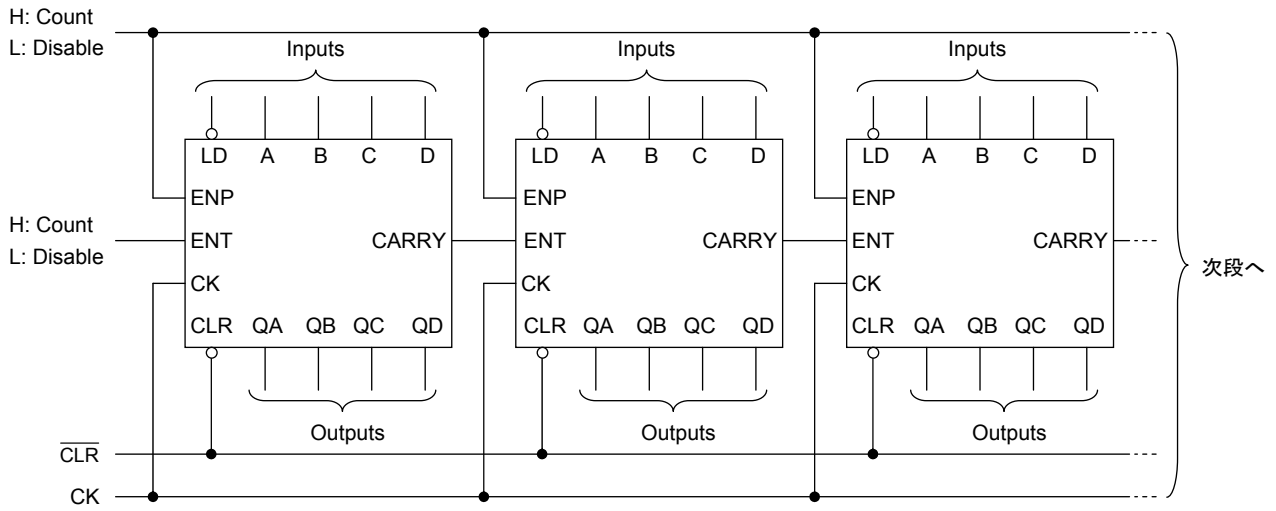 H: Count
L: Disable
Inputs
Inputs
Inputs
LD A B C D
LD A B C D
LD A B C D
ENP
ENP
ENP
H: Count
L: Disable
ENT CARRY
ENT CARRY
ENT CARRY
次段へ
CK
CK
CK
CLR QA QB QC QD
CLR QA QB QC QD
CLR QA QB QC QD
Outputs
Outputs
Outputs
CLR
CK